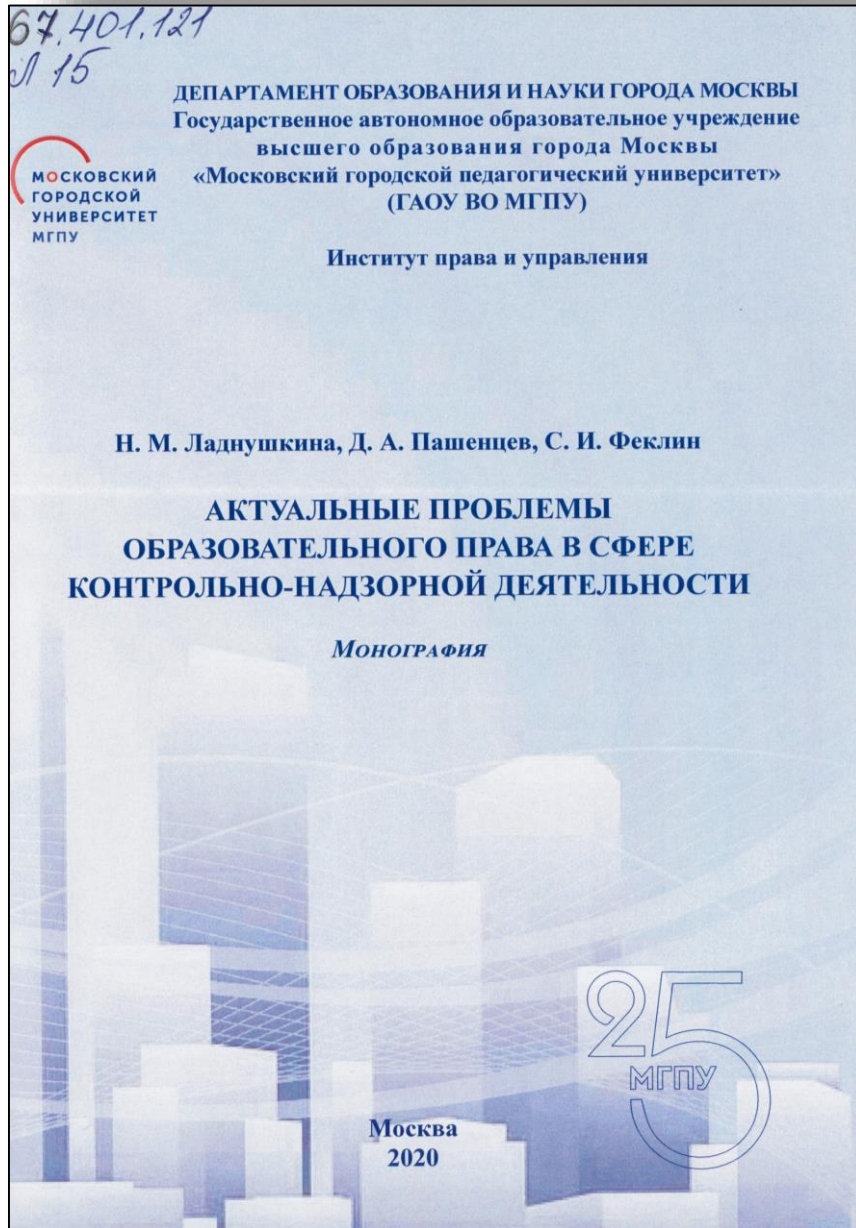 67.401.121
Л 15
ДЕПАРТАМЕНТ ОБРАЗОВАНИЯ И НАУКИ ГОРОДА МОСКВЫ
Государственное автономное образовательное учреждение
высшего образования города Москвы
«Московский городской педагогический университет»
(ГАОУ ВО МГПУ)
МОСКОВСКИЙ
ГОРОДСКОЙ
УНИВЕРСИТЕТ
МГПУ
Институт права и управления
Н. М. Ладнушкина, Д. А. Пашенцев, С. И. Феклин
АКТУАЛЬНЫЕ ПРОБЛЕМЫ
ОБРАЗОВАТЕЛЬНОГО ПРАВА В СФЕРЕ
КОНТРОЛЬНО-НАДЗОРНОЙ ДЕЯТЕЛЬНОСТИ
МОНОГРАФИЯ
25
МГПУ
Москва
2020